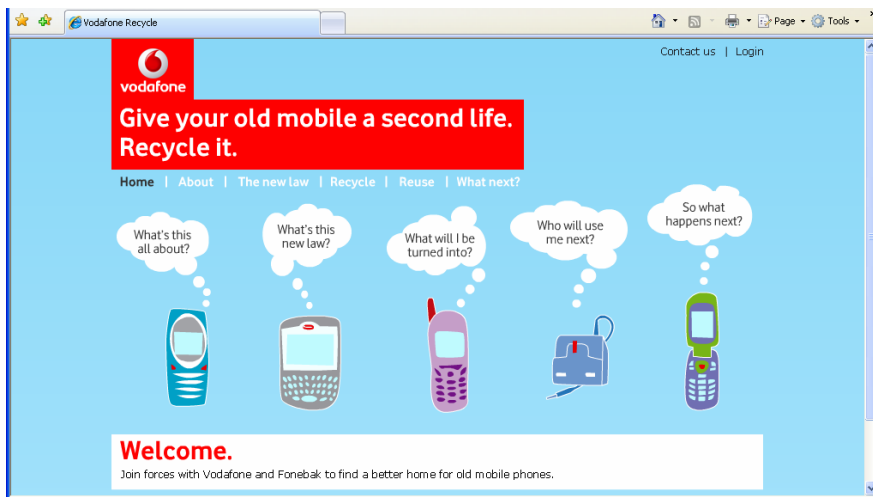 Vodafone Recycle
Page
Tools
Contact us | Login
vodafone
Give your old mobile a second life.
Recycle it.
Home | About | The new law | Recycle | Reuse | What next?
What's this
all about?
What's this
new law?
What will I be
turned into?
Who will use
me next?
So what
happens next?
Welcome.
Join forces with Vodafone and Fonebak to find a better home for old mobile phones.